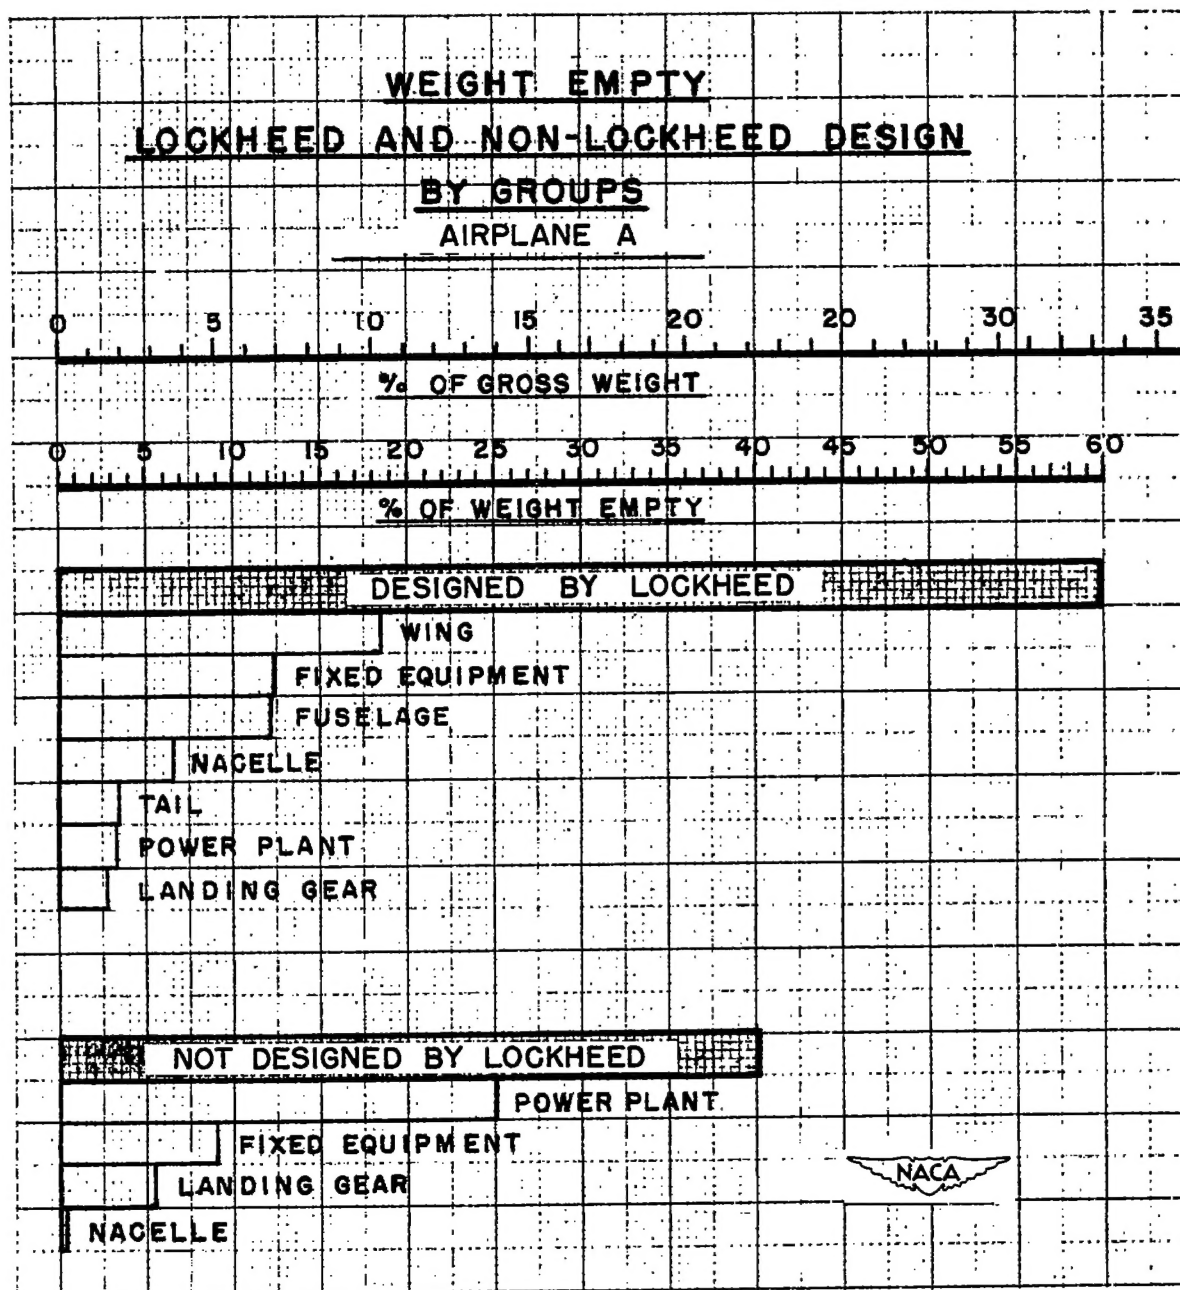 WEIGHT EMPTY
LOCKHEED AND NON-LOCKHEED DESIGN
BY GROUPS
AIRPLANE A
0 5 10 15 20 20 30 35
% OF GROSS WEIGHT
0 5 10 15 20 25 30 35 40 45 50 55 60
% OF WEIGHT EMPTY
DESIGNED BY LOCKHEED
WING
FIXED EQUIPMENT
FUSELAGE
NACELLE
TAIL
POWER PLANT
LANDING GEAR
NOT DESIGNED BY LOCKHEED
POWER PLANT
FIXED EQUIPMENT
LANDING GEAR
NACELLE
NACA